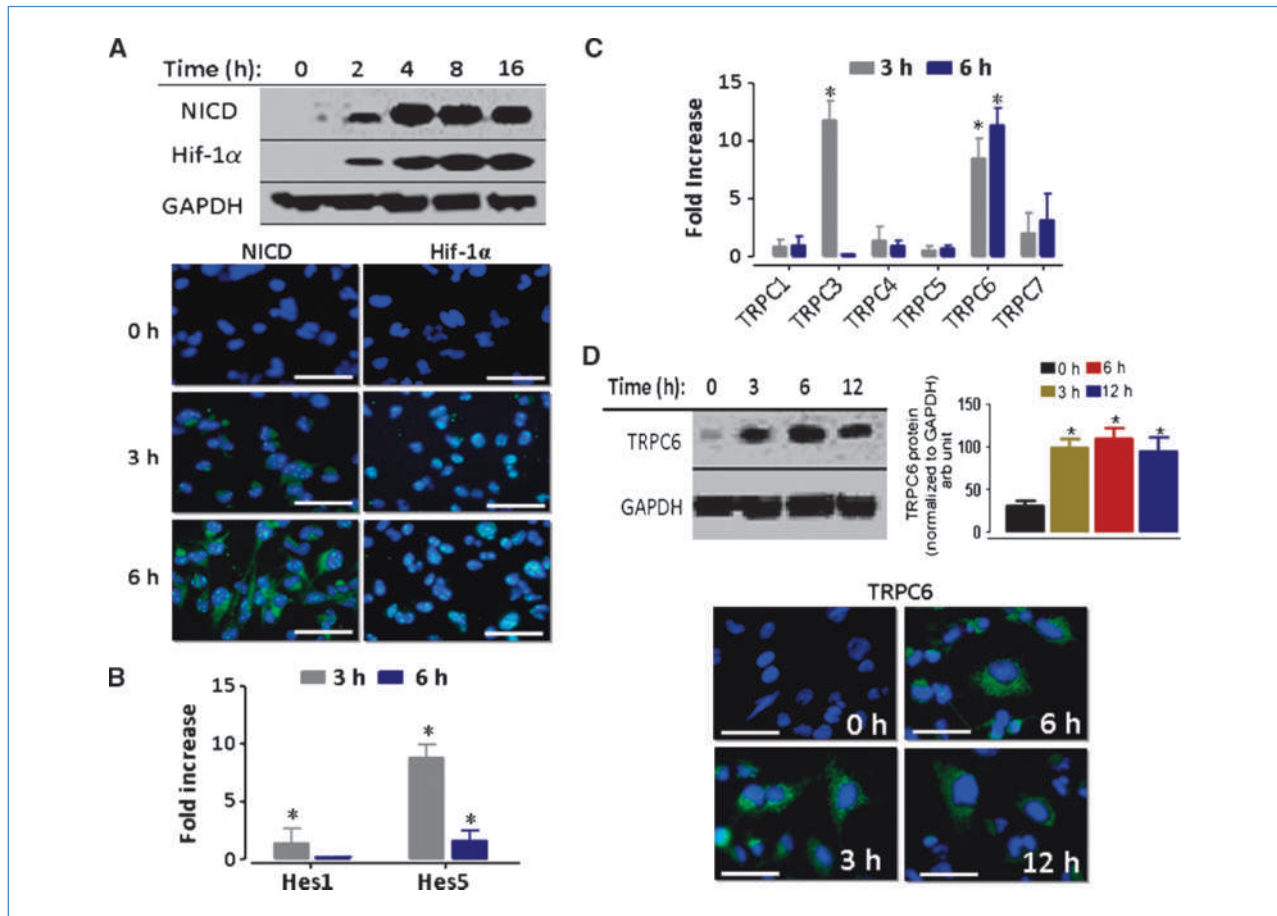 A
Time (h): 0 2 4 8 16
NICD
Hif-1α
GAPDH
NICD Hif-1α
0 h
3 h
6 h
B
3 h 6 h
Fold increase
15
10
5
0
* * *
Hes1 Hes5
C
3 h 6 h
Fold Increase
15
10
5
0
* * *
TRPC1 TRPC3 TRPC4 TRPC5 TRPC6 TRPC7
D
Time (h): 0 3 6 12
TRPC6
GAPDH
0 h 6 h
3 h 12 h
TRPC6 protein
(normalized to GAPDH)
arb unit
150
100
50
0
* * *
TRPC6
0 h 6 h
3 h 12 h